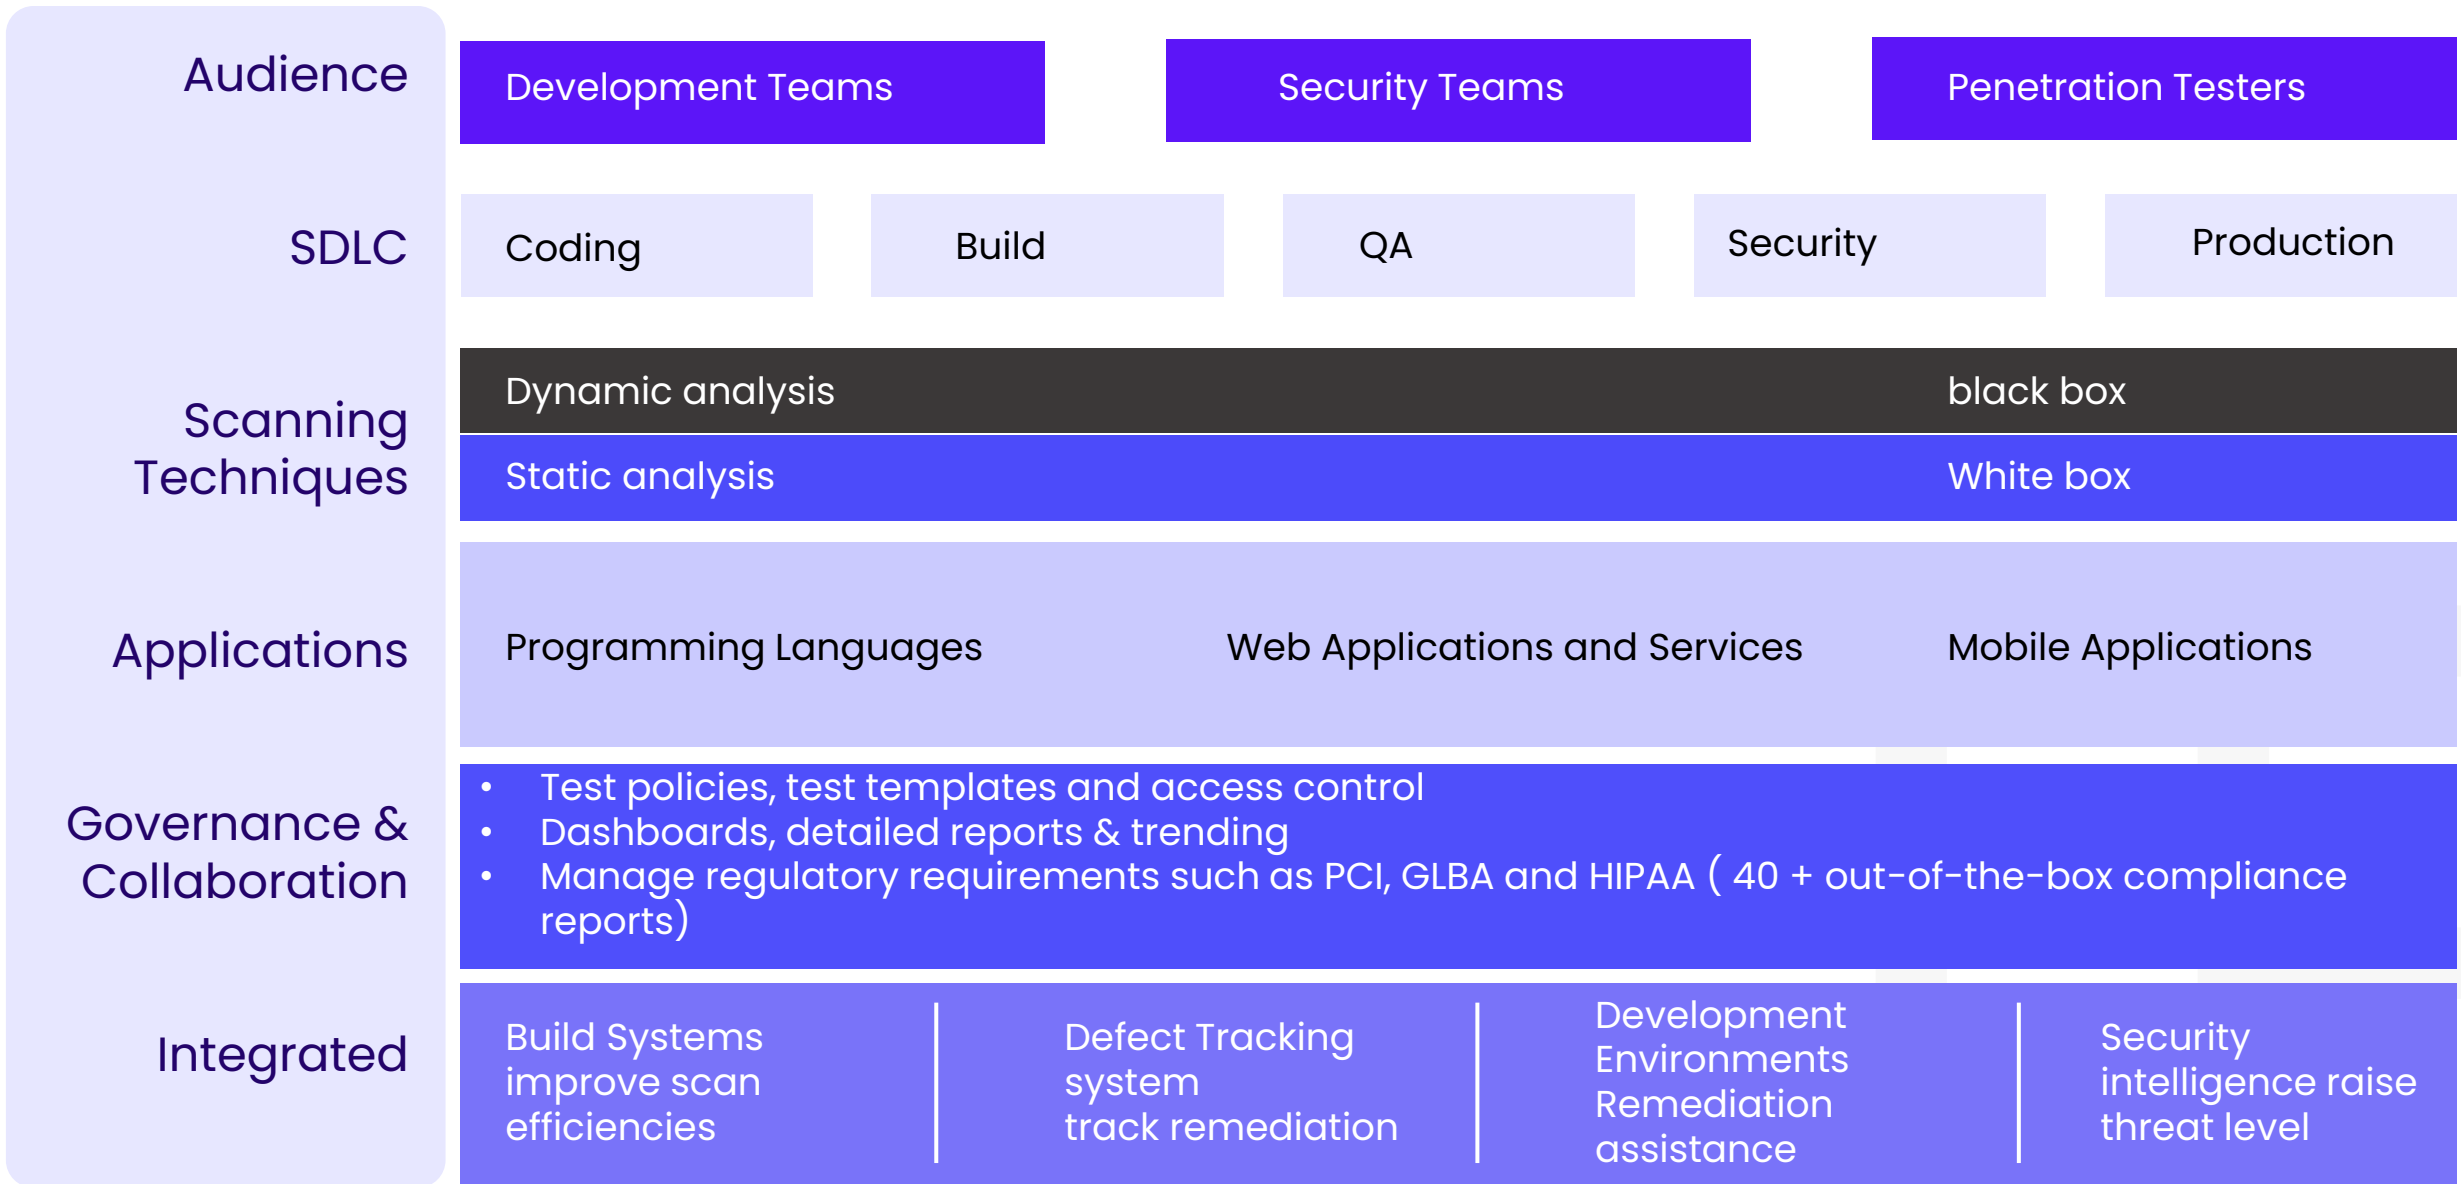 Audience
Development Teams
Security Teams
Penetration Testers
SDLC
Coding
Build
QA
Security
Production
Scanning
Techniques
Dynamic analysis
black box
Static analysis
White box
Applications
Programming Languages
Web Applications and Services
Mobile Applications
Governance &
Collaboration
• Test policies, test templates and access control
• Dashboards, detailed reports & trending
• Manage regulatory requirements such as PCI, GLBA and HIPAA ( 40 + out-of-the-box compliance
reports)
Integrated
Build Systems
improve scan
efficiencies
Defect Tracking
system
track remediation
Development
Environments
Remediation
assistance
Security
intelligence raise
threat level